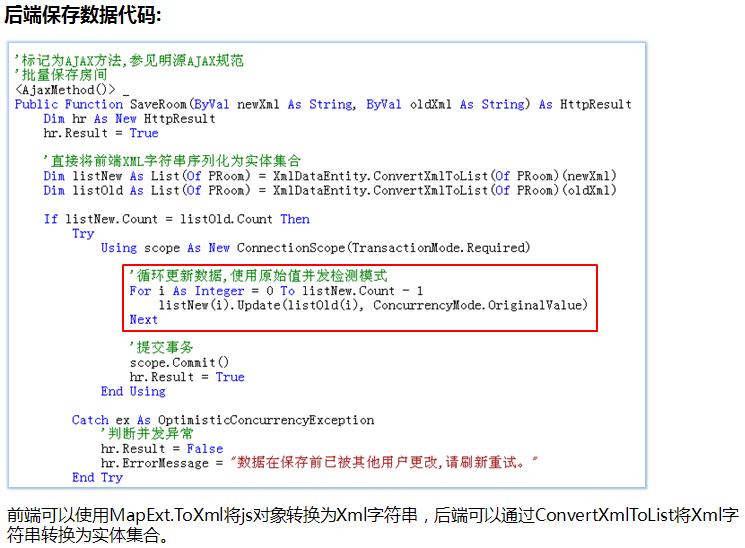 后端保存数据代码:
'标记为AJAX方法,参见明源AJAX规范
'批量保存房间
<AjaxMethod()> _
Public Function SaveRoom(ByVal newXml As String, ByVal oldXml As String) As HttpResult
    Dim hr As New HttpResult
    hr.Result = True
    '直接将前端XML字符串序列化为实体集合
    Dim listNew As List(Of PRoom) = XmlDataEntity.ConvertXmlToList(Of PRoom)(newXml)
    Dim listOld As List(Of PRoom) = XmlDataEntity.ConvertXmlToList(Of PRoom)(oldXml)
    If listNew.Count = listOld.Count Then
        Try
            Using scope As New ConnectionScope(TransactionMode.Required)
                '循环更新数据,使用原始值并发检测模式
                For i As Integer = 0 To listNew.Count - 1
                    listNew(i).Update(listOld(i), ConcurrencyMode.OriginalValue)
                Next
                '提交事务
                scope.Commit()
                hr.Result = True
            End Using
        Catch ex As OptimisticConcurrencyException
            '判断并发异常
            hr.Result = False
            hr.ErrorMessage = "数据在保存前已被其他用户更改,请刷新重试。"
        End Try
前端可以使用MapExt.ToXml将js对象转换为Xml字符串，后端可以通过ConvertXmlToList将Xml字
符串转换为实体集合。